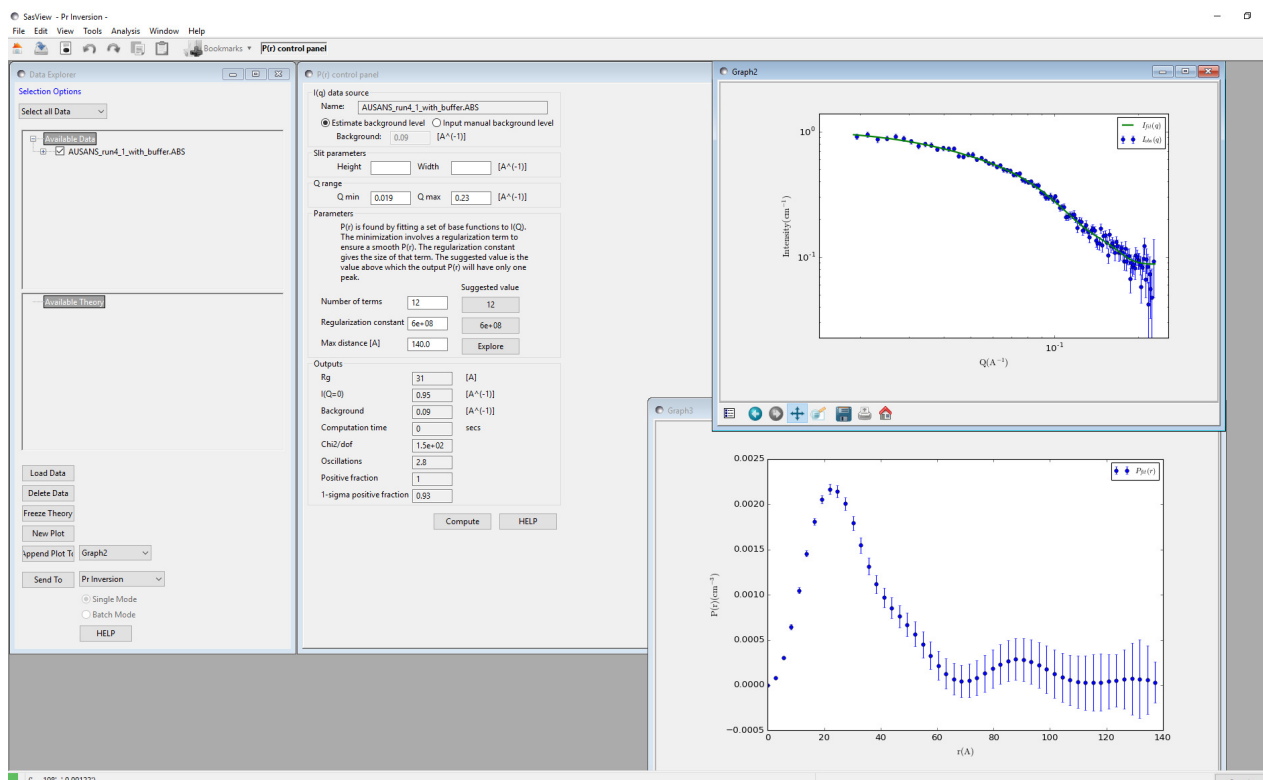 SasView - Pr Inversion -
File Edit View Tools Analysis Window Help
Bookmarks P(r) control panel
Data Explorer
Selection Options
Select all Data
Available Data
AUSANS_run4_1_with_buffer.ABS
Available Theory
Load Data
Delete Data
Freeze Theory
New Plot
Append Plot To Graph2
Send To Pr Inversion
Single Mode
Batch Mode
HELP
P(r) control panel
I(q) data source
Name: AUSANS_run4_1_with_buffer.ABS
Estimate background level Input manual background level
Background: 0.09 [A^(-1)]
Slit parameters
Height Width [A^(-1)]
Q range
Q min 0.019 Q max 0.23 [A^(-1)]
Parameters
P(r) is found by fitting a set of base functions to I(Q).
The minimization involves a regularization term to
ensure a smooth P(r). The regularization constant
gives the size of that term. The suggested value is the
value above which the output P(r) will have only one
peak.
Suggested value
Number of terms 12 12
Regularization constant 6e+08 6e+08
Max distance [A] 140.0 Explore
Outputs
Rg 31 [A]
I(Q=0) 0.95 [A^(-1)]
Background 0.09 [A^(-1)]
Computation time 0 secs
Chi2/dof 1.5e+02
Oscillations 2.8
Positive fraction 1
1-sigma positive fraction 0.93
Compute HELP
Graph2
10^0
10^-1
Intensity(cm^-1)
I_fit(q)
I_obs(q)
10^-1
Q(A^-1)
Graph3
0.0025
0.0020
0.0015
0.0010
0.0005
0.0000
−0.0005
P(r)(cm^-3)
P_fit(r)
0 20 40 60 80 100 120 140
r(A)